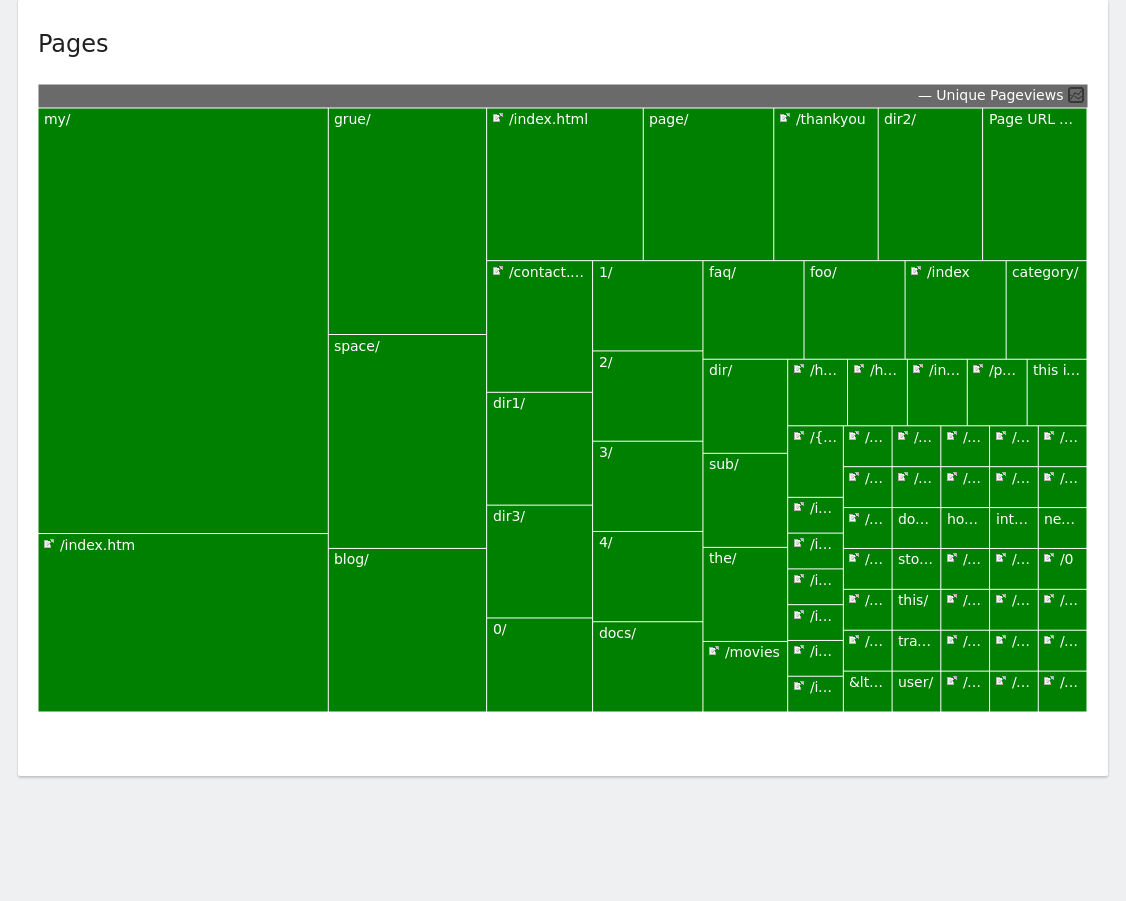 Pages
— Unique Pageviews
my/
grue/
/index.html
page/
/thankyou
dir2/
Page URL ...
/contact....
1/
faq/
foo/
/index
category/
space/
2/
dir/
/h...
/h...
/in...
/p...
this i...
dir1/
3/
sub/
/{...
/...
/...
/...
/...
/...
/...
/...
/...
/...
/...
dir3/
4/
/i...
/...
do...
ho...
int...
ne...
/index.htm
blog/
the/
/i...
/...
sto...
/...
/...
/0
/i...
/...
this/
/...
/...
/...
0/
docs/
/movies
/i...
/...
tra...
/...
/...
/...
/i...
/i...
&lt...
user/
/...
/...
/...